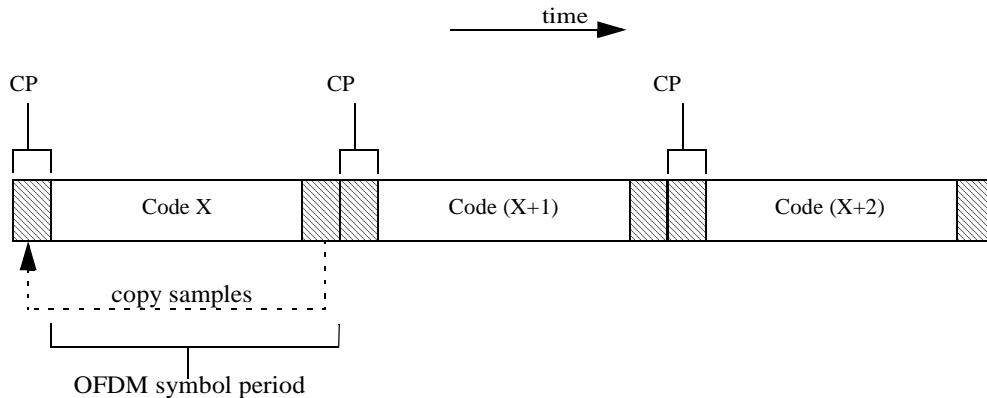 time
CP
CP
CP
Code X
Code (X+1)
Code (X+2)
copy samples
OFDM symbol period